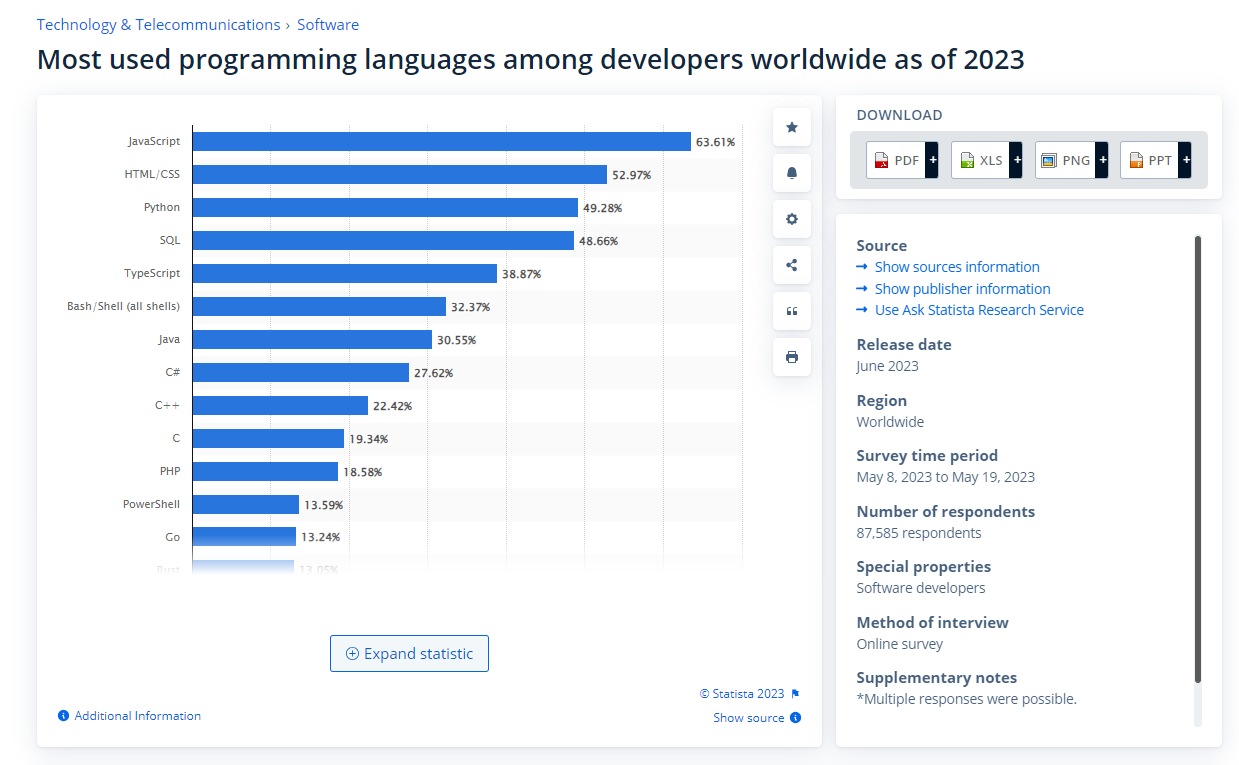 Technology & Telecommunications › Software
Most used programming languages among developers worldwide as of 2023
JavaScript 63.61%
HTML/CSS 52.97%
Python 49.28%
SQL 48.66%
TypeScript 38.87%
Bash/Shell (all shells) 32.37%
Java 30.55%
C# 27.62%
C++ 22.42%
C 19.34%
PHP 18.58%
PowerShell 13.59%
Go 13.24%
Rust 13.05%
Expand statistic
© Statista 2023
Additional Information
Show source
DOWNLOAD
PDF + XLS + PNG + PPT +
Source
→ Show sources information
→ Show publisher information
→ Use Ask Statista Research Service
Release date
June 2023
Region
Worldwide
Survey time period
May 8, 2023 to May 19, 2023
Number of respondents
87,585 respondents
Special properties
Software developers
Method of interview
Online survey
Supplementary notes
*Multiple responses were possible.